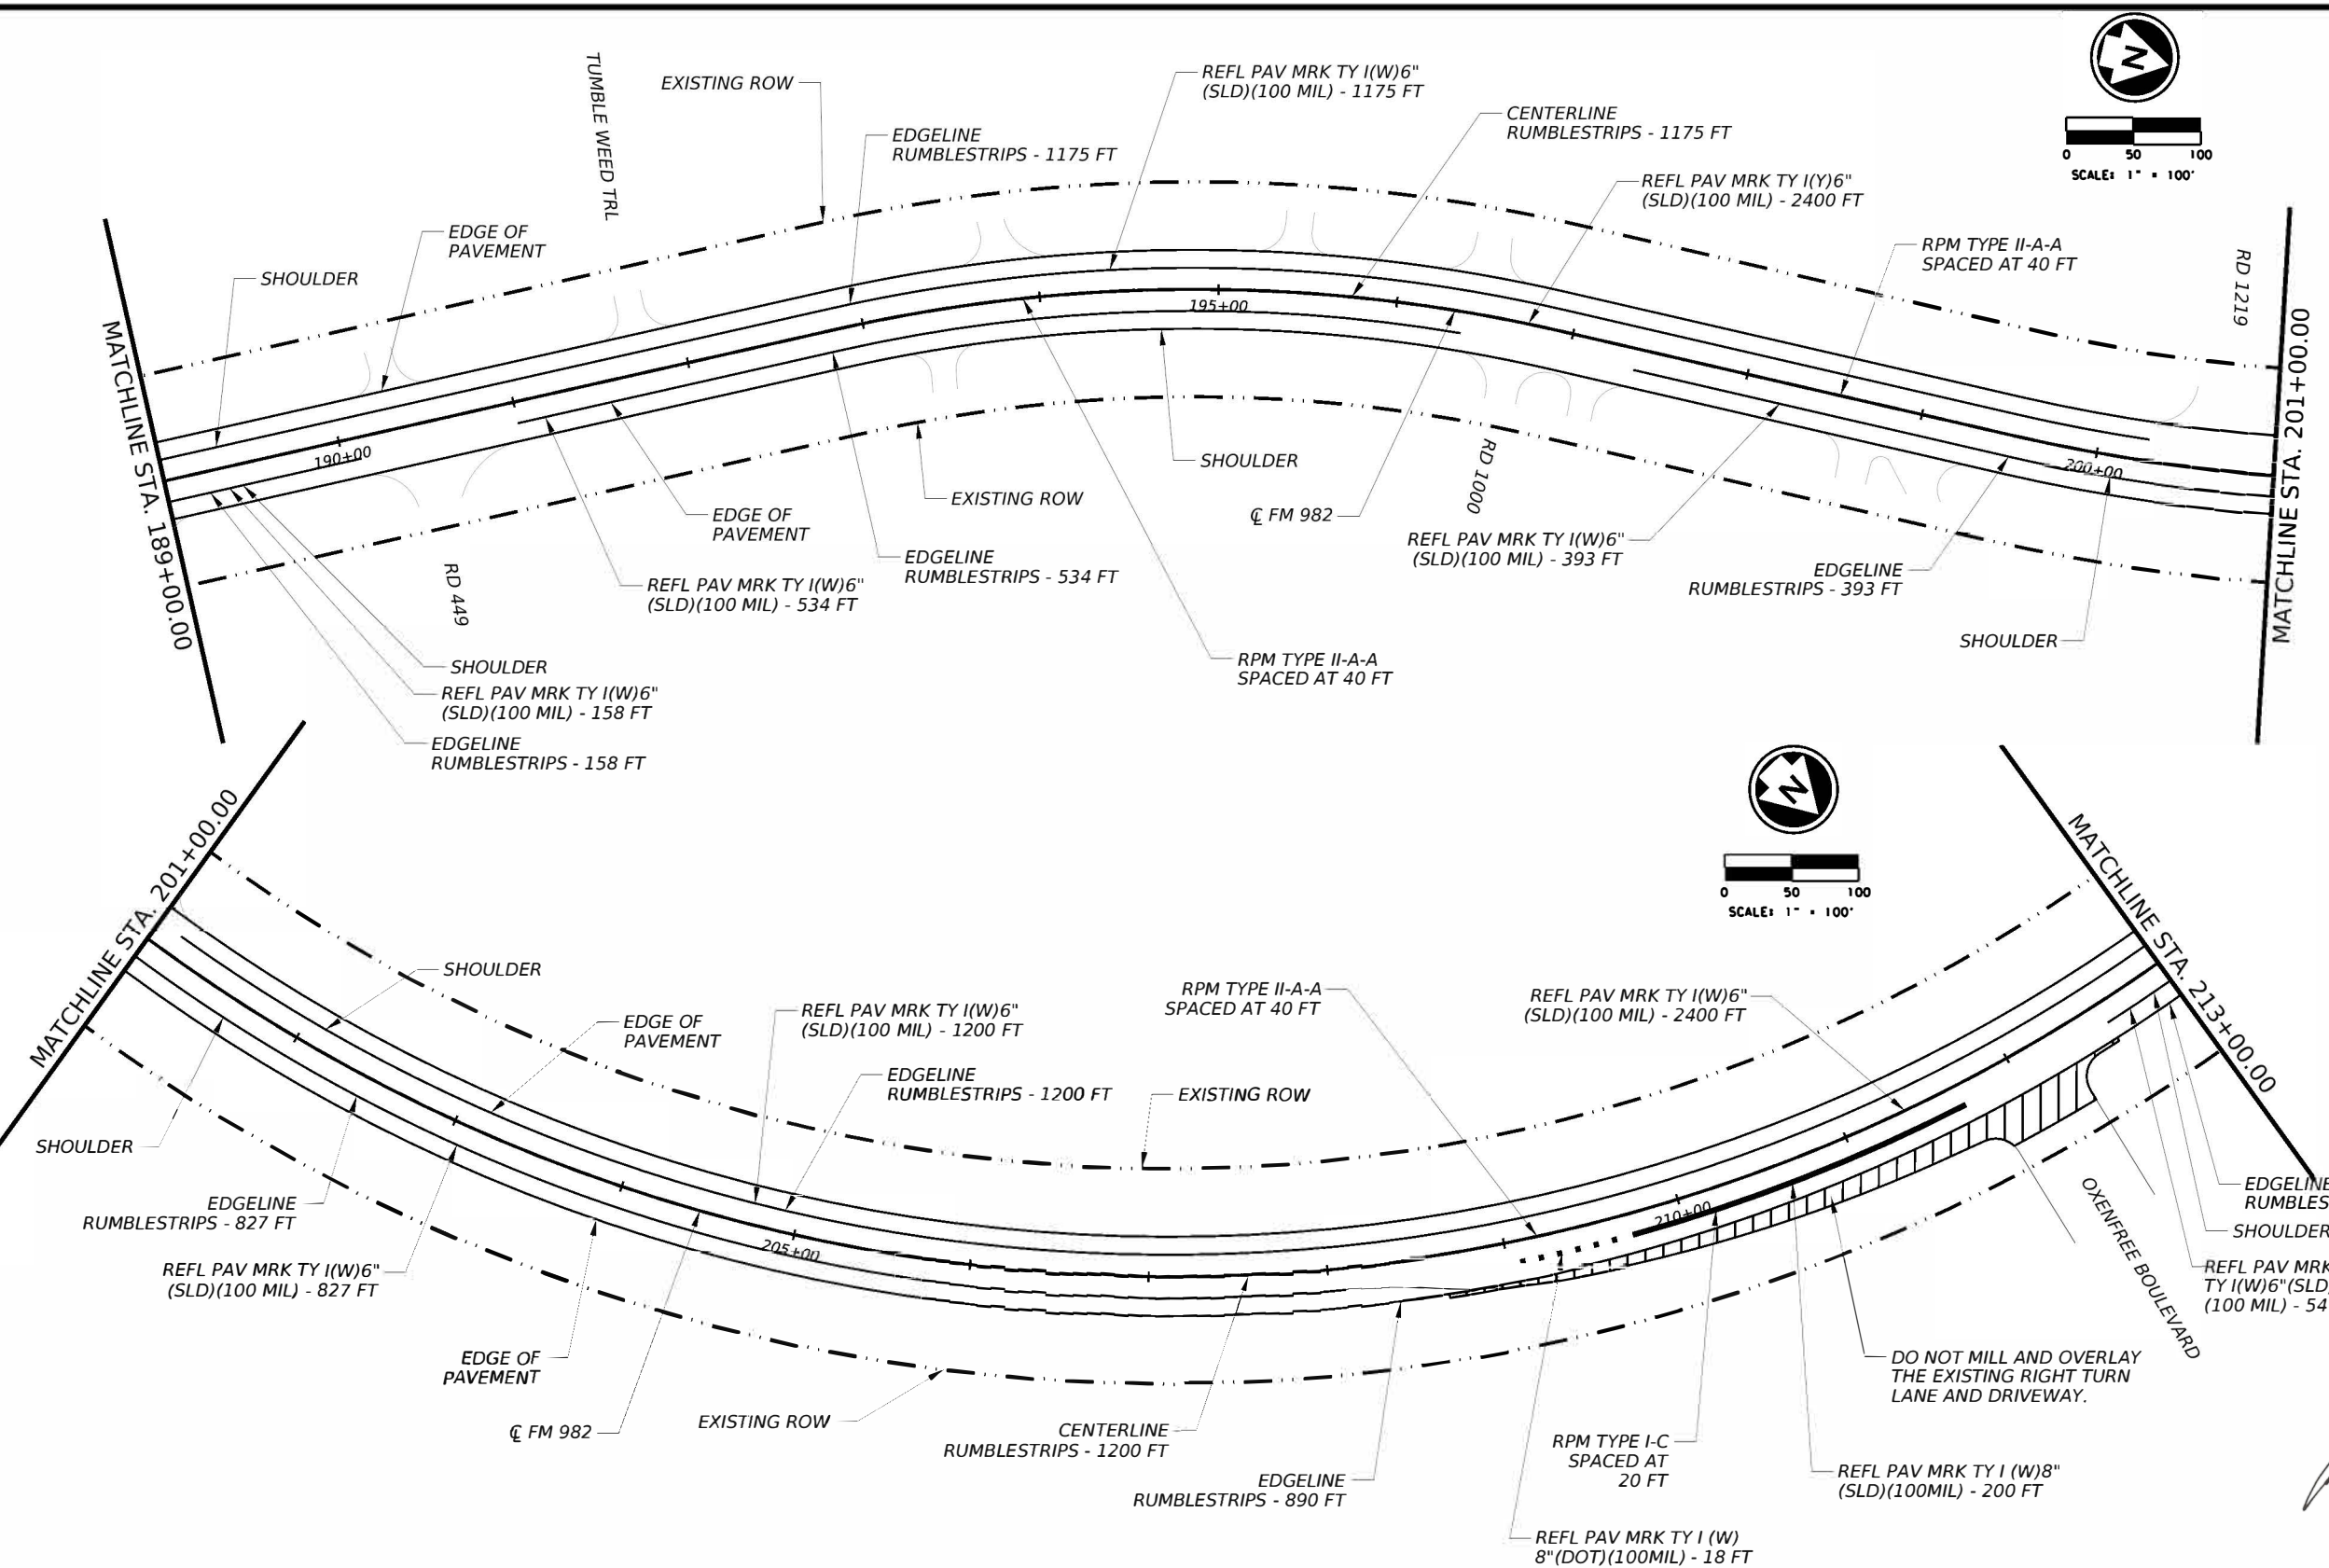 TUMBLE WEED TRL
EXISTING ROW
REFL PAV MRK TY I(W)6"
(SLD)(100 MIL) - 1175 FT
EDGELINE
RUMBLESTRIPS - 1175 FT
CENTERLINE
RUMBLESTRIPS - 1175 FT
REFL PAV MRK TY I(Y)6"
(SLD)(100 MIL) - 2400 FT
N
0 50 100
SCALE: 1" = 100'
EDGE OF
PAVEMENT
SHOULDER
RPM TYPE II-A-A
SPACED AT 40 FT
RD 1219
MATCHLINE STA. 189+00.00
190+00
195+00
200+00
MATCHLINE STA. 201+00.00
SHOULDER
EXISTING ROW
RD 1000
EDGE OF
PAVEMENT
℄ FM 982
REFL PAV MRK TY I(W)6"
(SLD)(100 MIL) - 393 FT
EDGELINE
RUMBLESTRIPS - 534 FT
EDGELINE
RUMBLESTRIPS - 393 FT
RD 449
REFL PAV MRK TY I(W)6"
(SLD)(100 MIL) - 534 FT
SHOULDER
RPM TYPE II-A-A
SPACED AT 40 FT
SHOULDER
REFL PAV MRK TY I(W)6"
(SLD)(100 MIL) - 158 FT
EDGELINE
RUMBLESTRIPS - 158 FT
MATCHLINE STA. 201+00.00
N
0 50 100
SCALE: 1" = 100'
MATCHLINE STA. 213+00.00
SHOULDER
EDGE OF
PAVEMENT
REFL PAV MRK TY I(W)6"
(SLD)(100 MIL) - 1200 FT
RPM TYPE II-A-A
SPACED AT 40 FT
REFL PAV MRK TY I(W)6"
(SLD)(100 MIL) - 2400 FT
EDGELINE
RUMBLESTRIPS - 1200 FT
EXISTING ROW
SHOULDER
EDGELINE
RUMBLESTRIPS - 827 FT
205+00
210+00
OXENFREE BOULEVARD
EDGELINE
RUMBLES
SHOULDER
REFL PAV MRK
TY I(W)6"(SLD)
(100 MIL) - 54
REFL PAV MRK TY I(W)6"
(SLD)(100 MIL) - 827 FT
EDGE OF
PAVEMENT
℄ FM 982
EXISTING ROW
CENTERLINE
RUMBLESTRIPS - 1200 FT
EDGELINE
RUMBLESTRIPS - 890 FT
RPM TYPE I-C
SPACED AT
20 FT
DO NOT MILL AND OVERLAY
THE EXISTING RIGHT TURN
LANE AND DRIVEWAY.
REFL PAV MRK TY I (W)8"
(SLD)(100MIL) - 200 FT
REFL PAV MRK TY I (W)
8"(DOT)(100MIL) - 18 FT